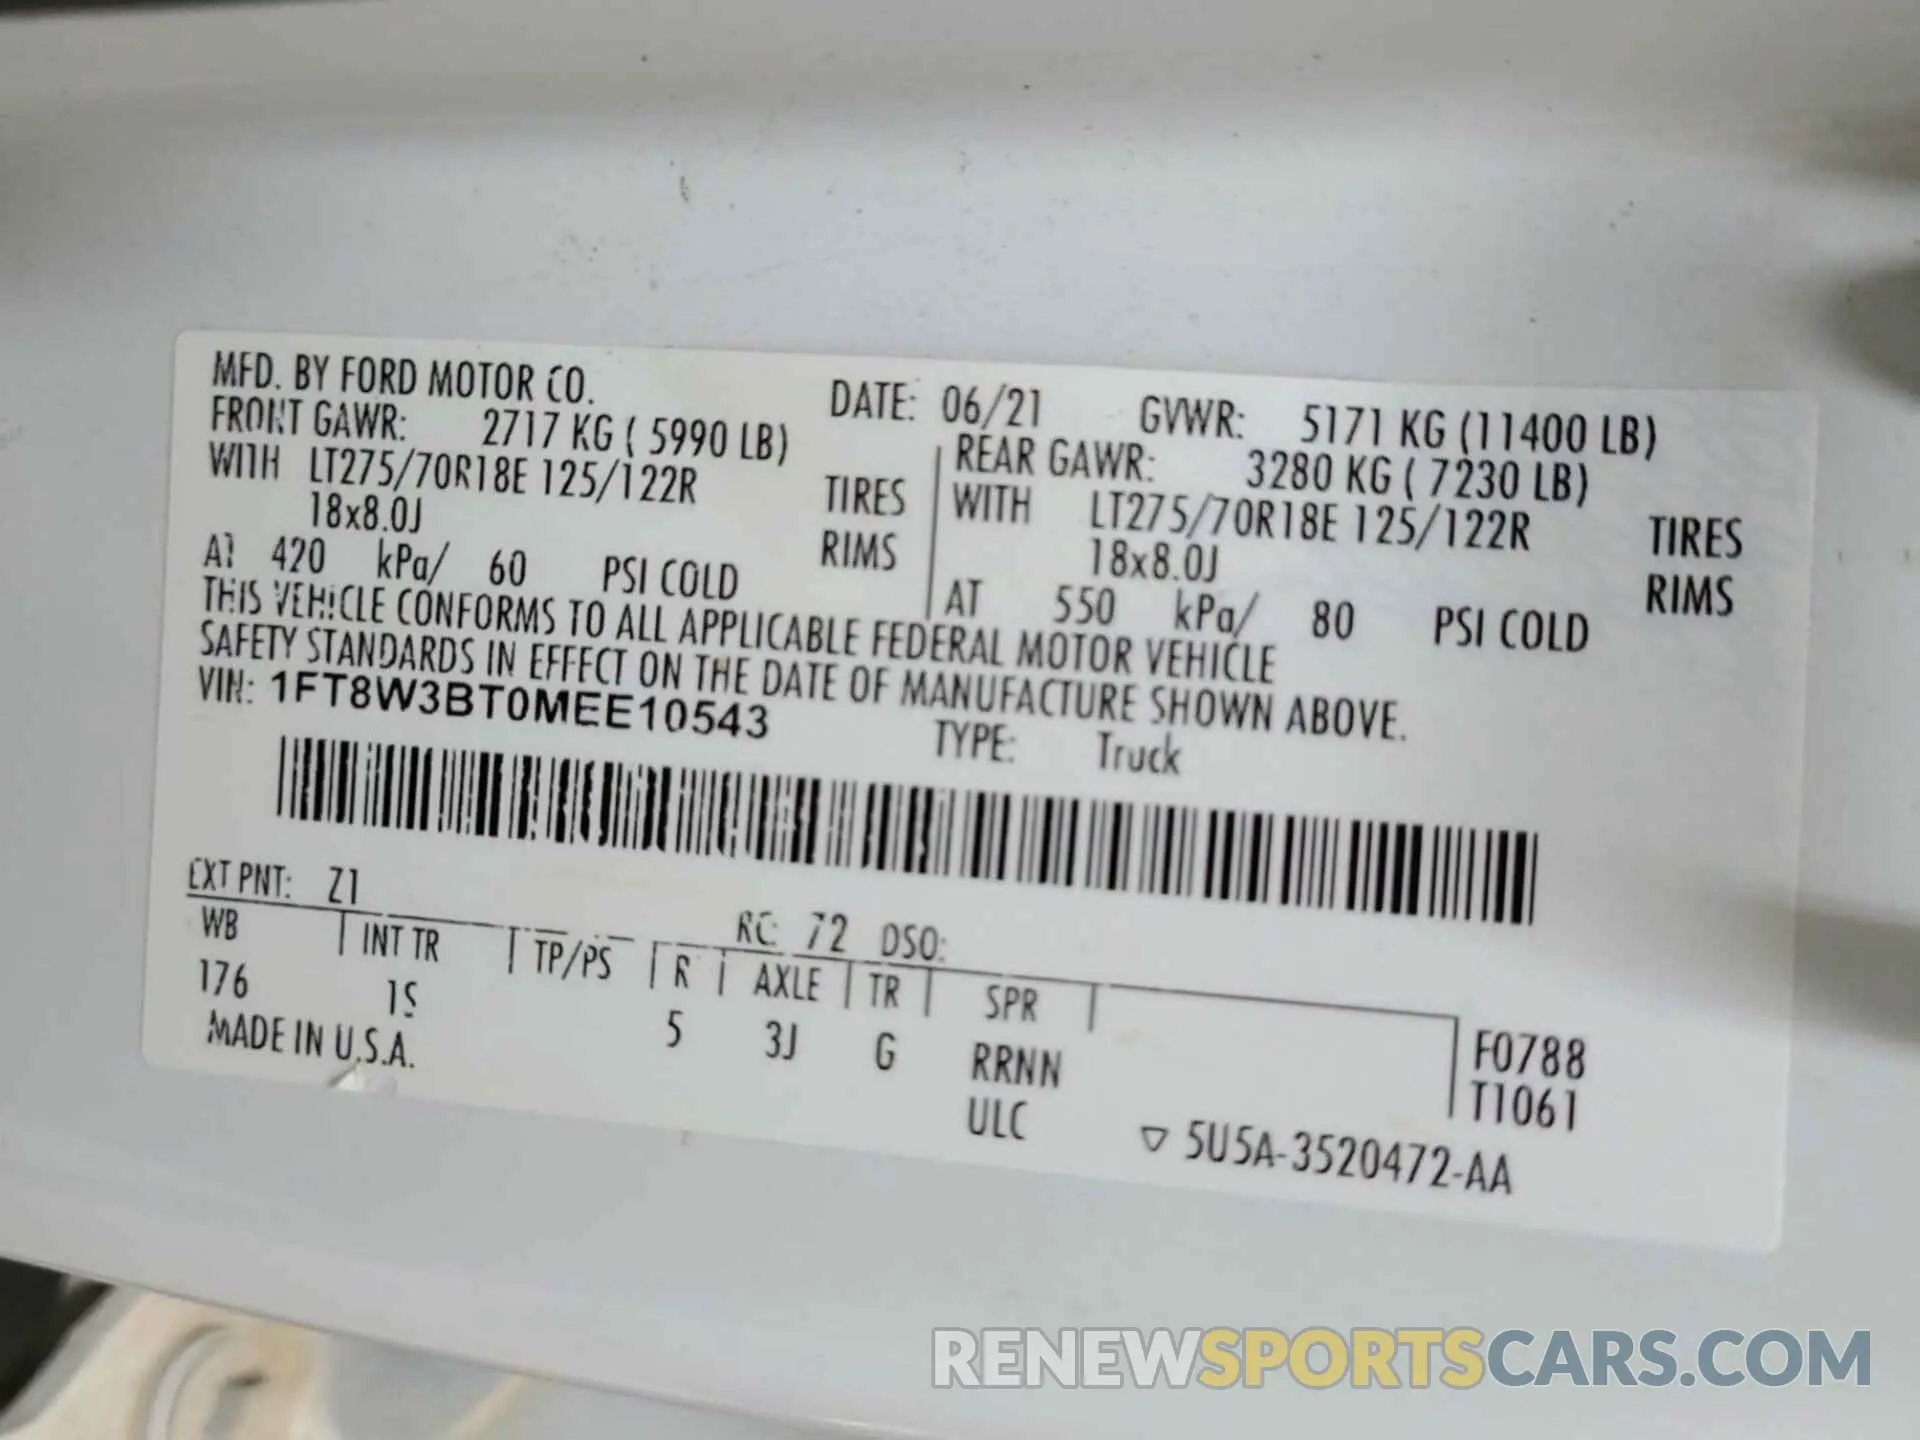 MFD. BY FORD MOTOR CO.
DATE: 06/21 GVWR: 5171 KG (11400 LB)
FRONT GAWR: 2717 KG ( 5990 LB)
WITH LT275/70R18E 125/122R TIRES
18x8.0J RIMS
AT 420 kPa/ 60 PSI COLD
REAR GAWR: 3280 KG ( 7230 LB)
WITH LT275/70R18E 125/122R TIRES
18x8.0J RIMS
AT 550 kPa/ 80 PSI COLD
THIS VEHICLE CONFORMS TO ALL APPLICABLE FEDERAL MOTOR VEHICLE
SAFETY STANDARDS IN EFFECT ON THE DATE OF MANUFACTURE SHOWN ABOVE.
VIN: 1FT8W3BT0MEE10543
TYPE: Truck
EXT PNT: Z1 RC: 72 DSO:
WB INT TR TP/PS R AXLE TR SPR
176 1S 5 3J G RRNN
ULC
F0788
T1061
MADE IN U.S.A.
▽ 5U5A-3520472-AA
RENEWSPORTSCARS.COM